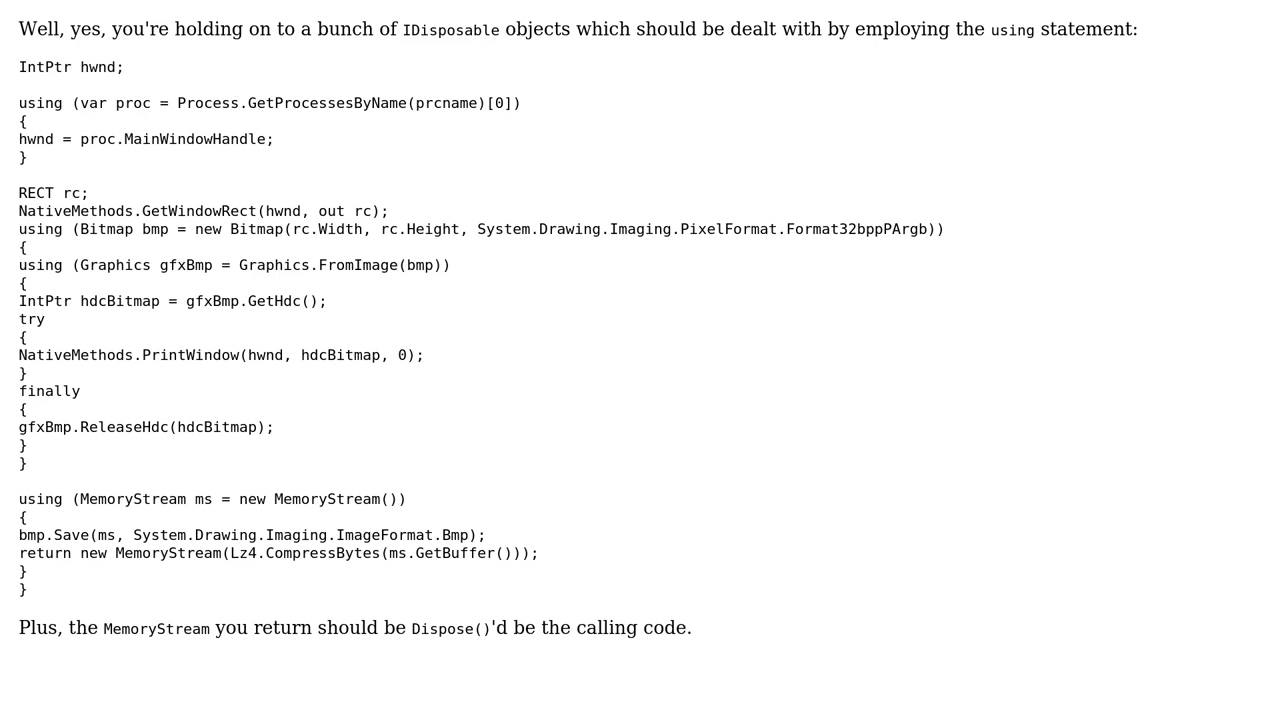 Well, yes, you're holding on to a bunch of IDisposable objects which should be dealt with by employing the using statement:
IntPtr hwnd;
using (var proc = Process.GetProcessesByName(prcname)[0])
{
hwnd = proc.MainWindowHandle;
}
RECT rc;
NativeMethods.GetWindowRect(hwnd, out rc);
using (Bitmap bmp = new Bitmap(rc.Width, rc.Height, System.Drawing.Imaging.PixelFormat.Format32bppPArgb))
{
using (Graphics gfxBmp = Graphics.FromImage(bmp))
{
IntPtr hdcBitmap = gfxBmp.GetHdc();
try
{
NativeMethods.PrintWindow(hwnd, hdcBitmap, 0);
}
finally
{
gfxBmp.ReleaseHdc(hdcBitmap);
}
}
using (MemoryStream ms = new MemoryStream())
{
bmp.Save(ms, System.Drawing.Imaging.ImageFormat.Bmp);
return new MemoryStream(Lz4.CompressBytes(ms.GetBuffer()));
}
}
Plus, the MemoryStream you return should be Dispose()'d be the calling code.